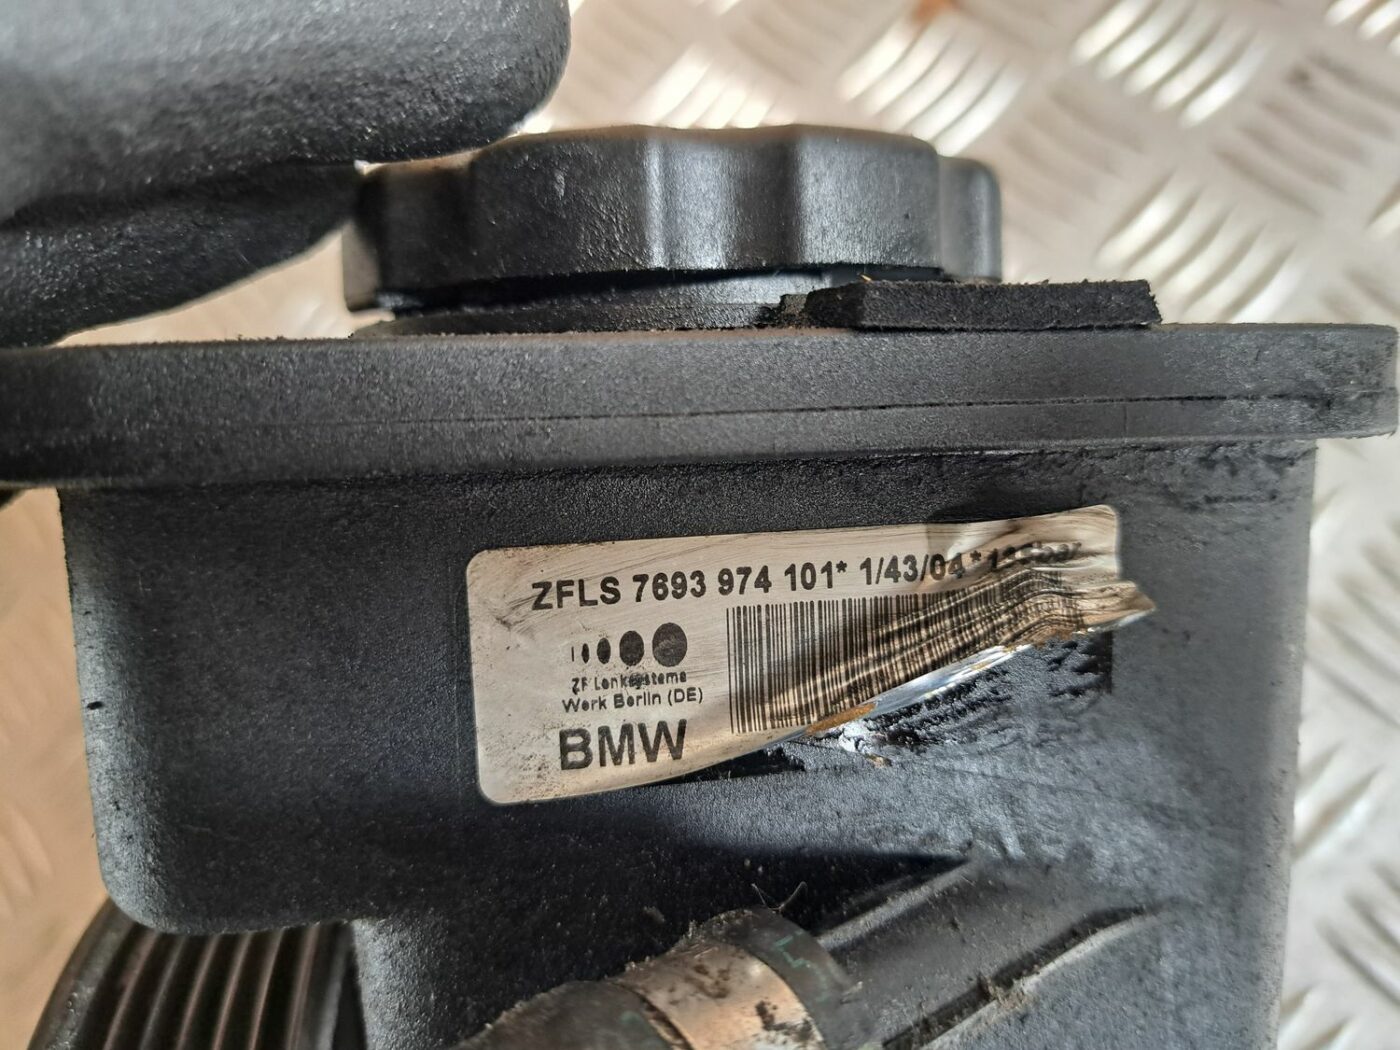 ZFLS 7693 974 101* 1/43/04 *
ZF Lenksysteme
Werk Berlin (DE)
BMW